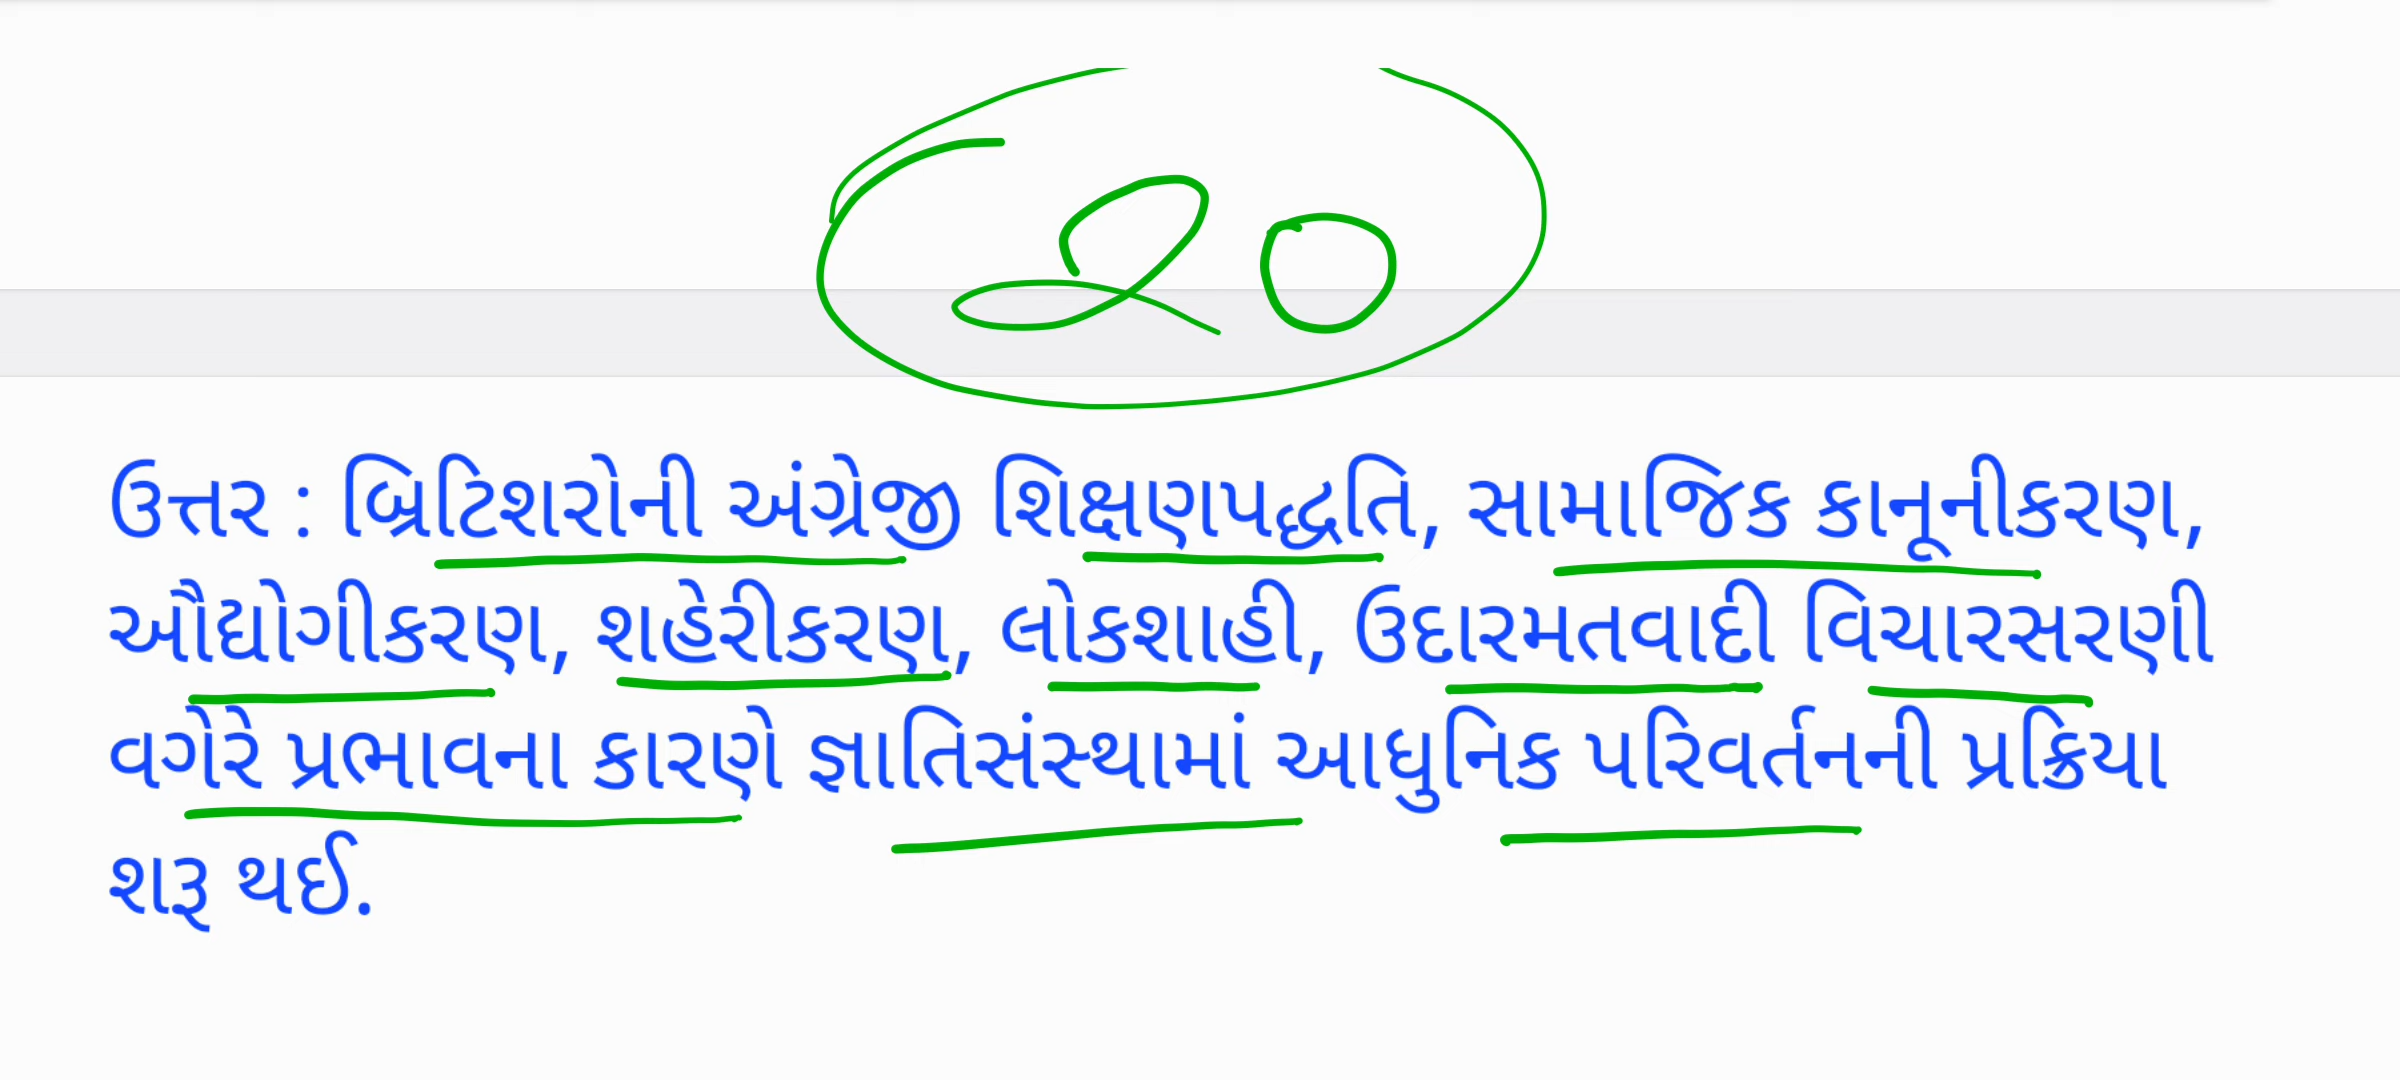 20
ઉત્તર : બ્રિટિશરોની અંગ્રેજી શિક્ષણપદ્ધતિ, સામાજિક કાનૂનીકરણ,
ઔદ્યોગીકરણ, શહેરીકરણ, લોકશાહી, ઉદારમતવાદી વિચારસરણી
વગેરે પ્રભાવના કારણે જ્ઞાતિસંસ્થામાં આધુનિક પરિવર્તનની પ્રક્રિયા
શરૂ થઈ.